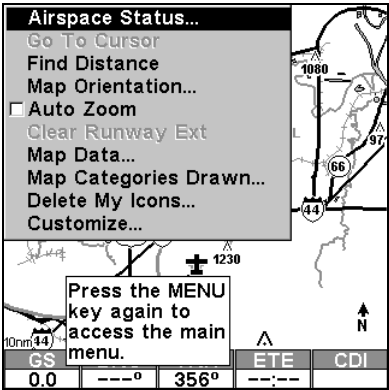 Airspace Status...
Go To Cursor
Find Distance
Map Orientation...
Auto Zoom
Clear Runway Ext
Map Data...
Map Categories Drawn...
Delete My Icons...
Customize...
1080
97
66
44
1230
Press the MENU
key again to
access the main
menu.
10nm 44
N
GS ETE CDI
0.0 ---º 356º --:--